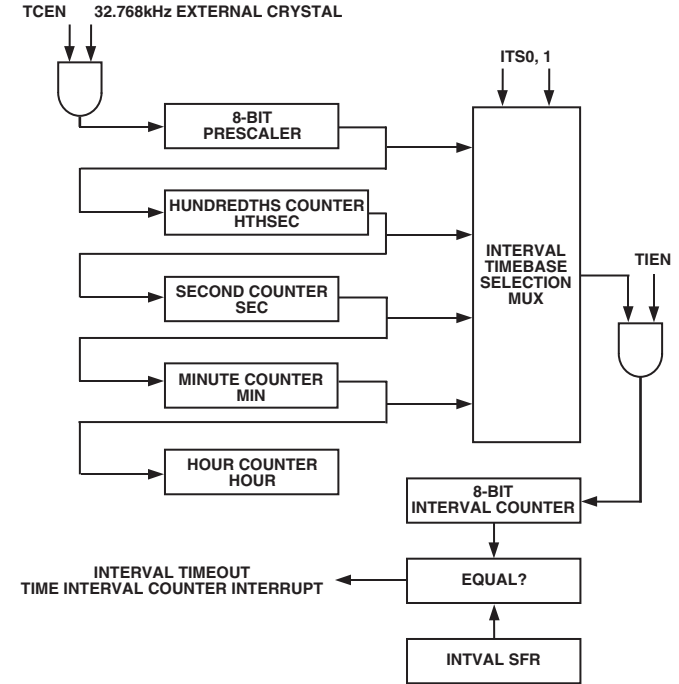 TCEN 32.768kHz EXTERNAL CRYSTAL
ITS0, 1
8-BIT
PRESCALER
HUNDREDTHS COUNTER
HTHSEC
INTERVAL
TIMEBASE
SELECTION
MUX
TIEN
SECOND COUNTER
SEC
MINUTE COUNTER
MIN
HOUR COUNTER
HOUR
8-BIT
INTERVAL COUNTER
INTERVAL TIMEOUT
TIME INTERVAL COUNTER INTERRUPT
EQUAL?
INTVAL SFR